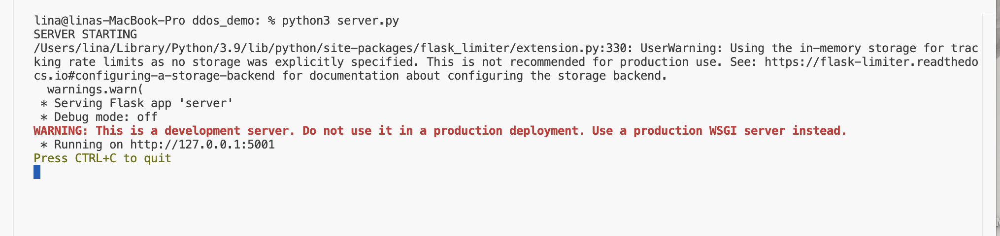 lina@linas-MacBook-Pro ddos_demo: % python3 server.py
SERVER STARTING
/Users/lina/Library/Python/3.9/lib/python/site-packages/flask_limiter/extension.py:330: UserWarning: Using the in-memory storage for trac
king rate limits as no storage was explicitly specified. This is not recommended for production use. See: https://flask-limiter.readthedo
cs.io#configuring-a-storage-backend for documentation about configuring the storage backend.
  warnings.warn(
 * Serving Flask app 'server'
 * Debug mode: off
WARNING: This is a development server. Do not use it in a production deployment. Use a production WSGI server instead.
 * Running on http://127.0.0.1:5001
Press CTRL+C to quit